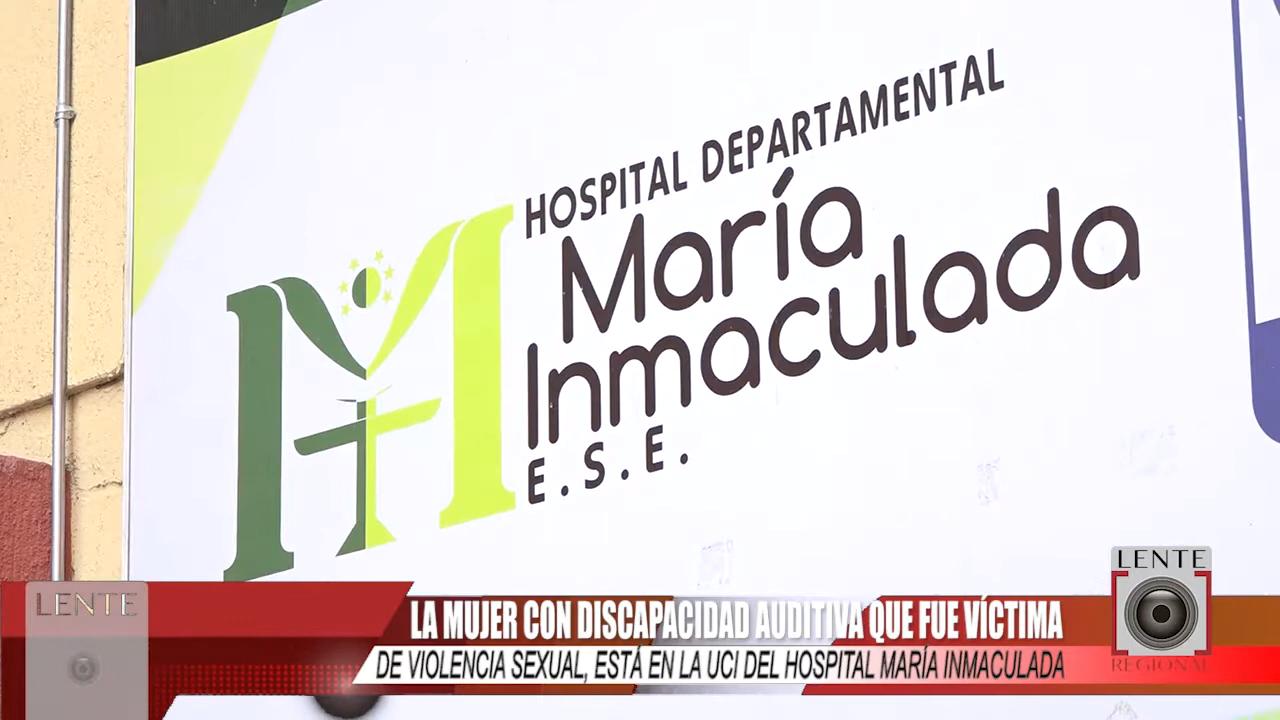 HOSPITAL DEPARTAMENTAL
María
Inmaculada
E.S.E.
LENTE
REGIONAL
LENTE
LA MUJER CON DISCAPACIDAD AUDITIVA QUE FUE VÍCTIMA
DE VIOLENCIA SEXUAL, ESTÁ EN LA UCI DEL HOSPITAL MARÍA INMACULADA